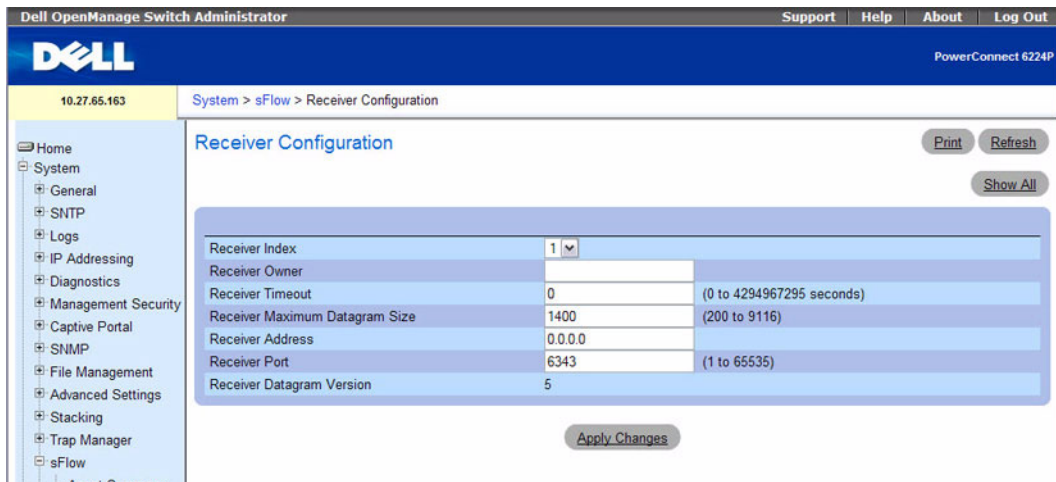 Dell OpenManage Switch Administrator
Support Help About Log Out
DELL
PowerConnect 6224P
10.27.65.163
System > sFlow > Receiver Configuration
Home
System
General
SNTP
Logs
IP Addressing
Diagnostics
Management Security
Captive Portal
SNMP
File Management
Advanced Settings
Stacking
Trap Manager
sFlow
Receiver Configuration
Print Refresh
Show All
Receiver Index 1
Receiver Owner
Receiver Timeout 0 (0 to 4294967295 seconds)
Receiver Maximum Datagram Size 1400 (200 to 9116)
Receiver Address 0.0.0.0
Receiver Port 6343 (1 to 65535)
Receiver Datagram Version 5
Apply Changes